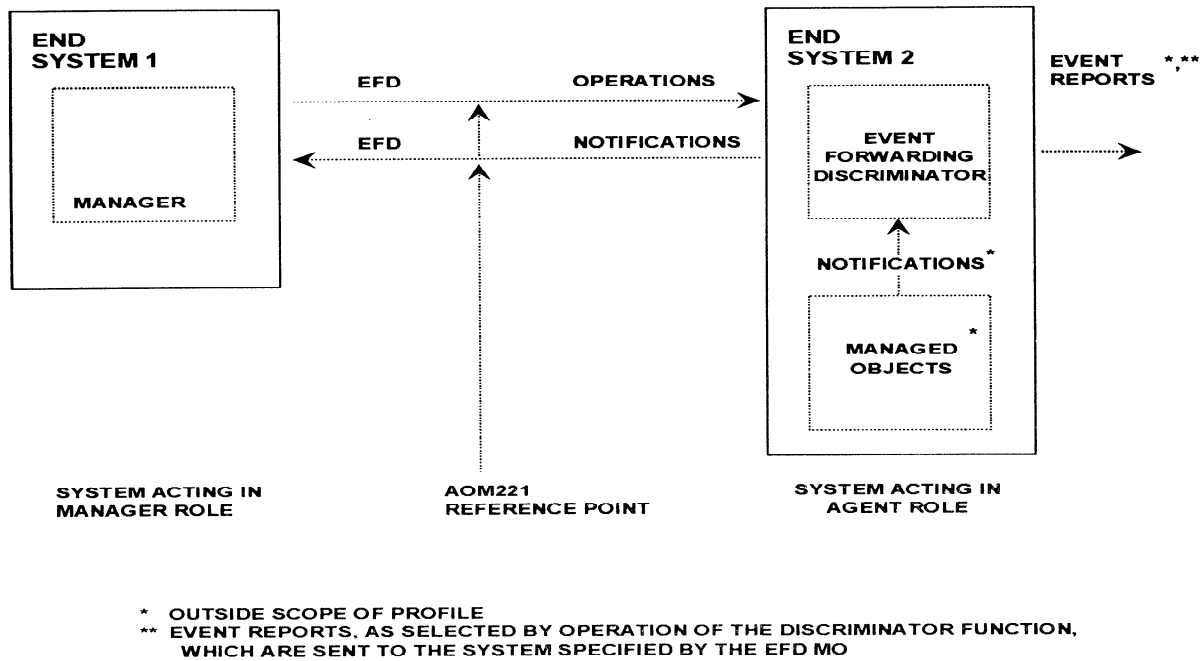 END
SYSTEM 1
MANAGER
EFD OPERATIONS
EFD NOTIFICATIONS
END
SYSTEM 2
EVENT
FORWARDING
DISCRIMINATOR
NOTIFICATIONS*
MANAGED *
OBJECTS
EVENT *,**
REPORTS
SYSTEM ACTING IN
MANAGER ROLE
AOM221
REFERENCE POINT
SYSTEM ACTING IN
AGENT ROLE
* OUTSIDE SCOPE OF PROFILE
** EVENT REPORTS, AS SELECTED BY OPERATION OF THE DISCRIMINATOR FUNCTION,
WHICH ARE SENT TO THE SYSTEM SPECIFIED BY THE EFD MO